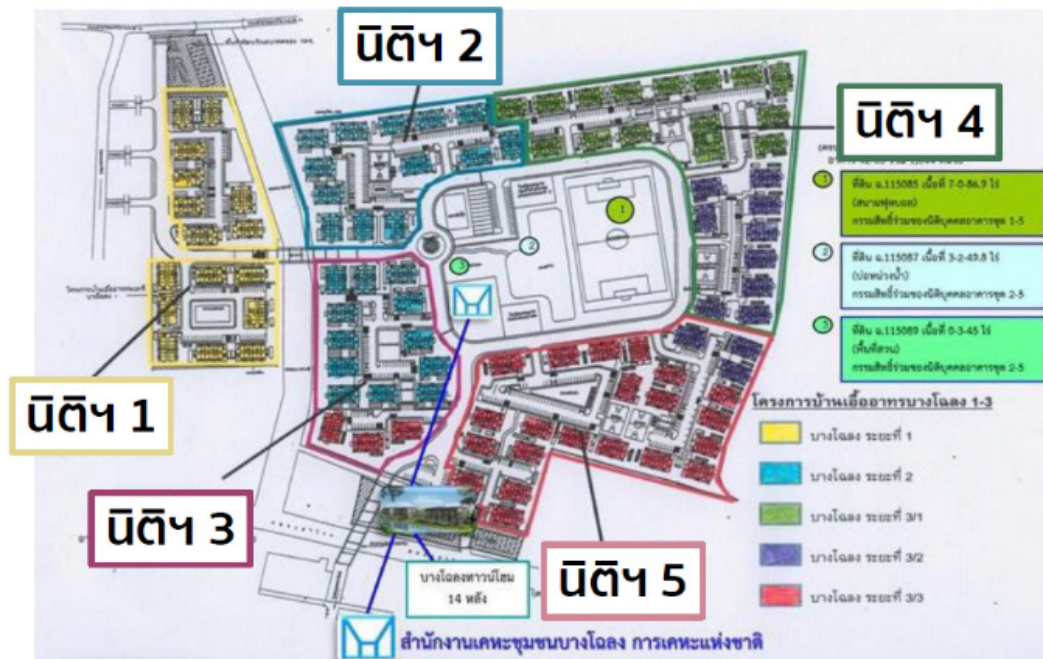 นิติฯ 2
นิติฯ 4
นิติฯ 1
นิติฯ 3
นิติฯ 5
1
ที่ดิน ฉ.115085 เนื้อที่ 7-0-86.9 ไร่
(สนามฟุตบอล)
กรรมสิทธิ์ร่วมของนิติบุคคลอาคารชุด 1-5
2
ที่ดิน ฉ.115087 เนื้อที่ 3-2-49.8 ไร่
(บ่อหน่วงน้ำ)
กรรมสิทธิ์ร่วมของนิติบุคคลอาคารชุด 2-5
3
ที่ดิน ฉ.115089 เนื้อที่ 0-3-45 ไร่
(พื้นที่สวน)
กรรมสิทธิ์ร่วมของนิติบุคคลอาคารชุด 2-5
1
2
3
โครงการบ้านเอื้ออาทรบางโฉลง 1-3
บางโฉลง ระยะที่ 1
บางโฉลง ระยะที่ 2
บางโฉลง ระยะที่ 3/1
บางโฉลง ระยะที่ 3/2
บางโฉลง ระยะที่ 3/3
บางโฉลงทาวน์โฮม
14 หลัง
สำนักงานเคหะชุมชนบางโฉลง การเคหะแห่งชาติ